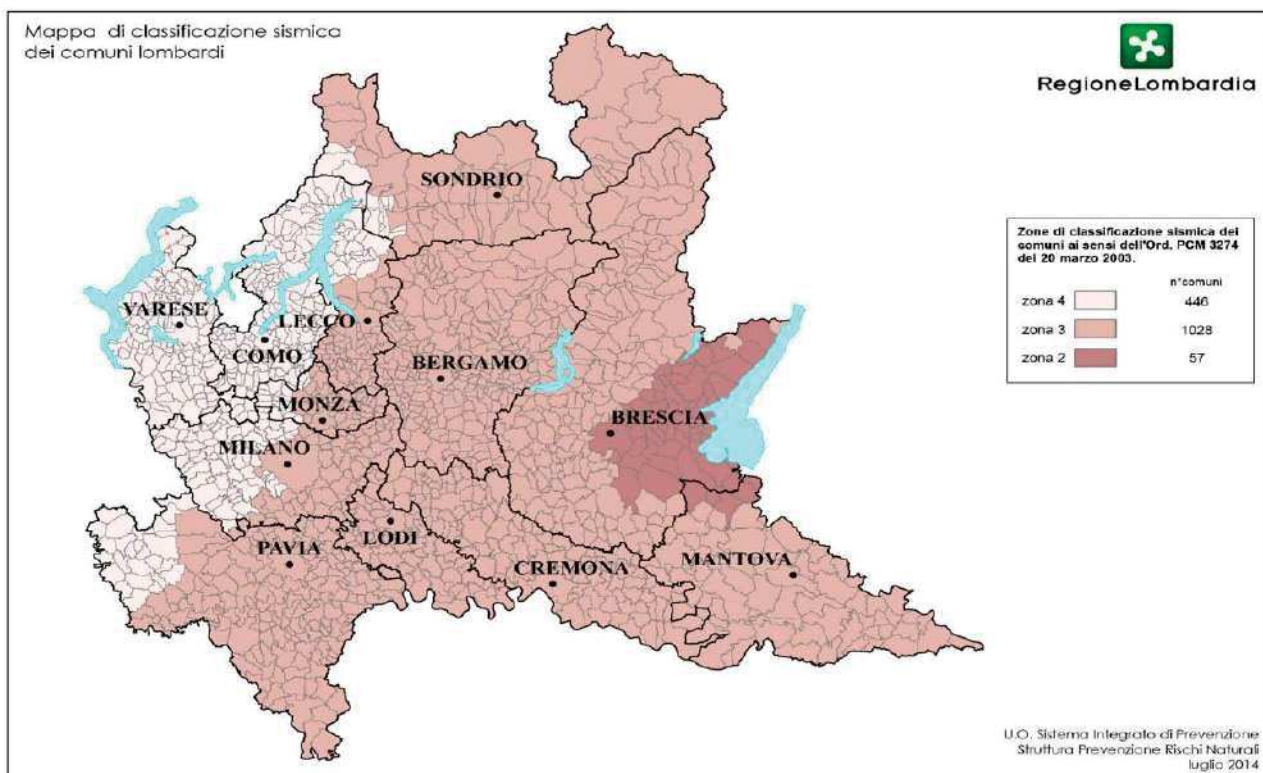 Mappa di classificazione sismica
dei comuni lombardi
RegioneLombardia
SONDRIO
VARESE
LECCO
COMO
BERGAMO
MONZA
BRESCIA
MILANO
PAVIA
LODI
CREMONA
MANTOVA
Zone di classificazione sismica dei
comuni ai sensi dell'Ord. PCM 3274
del 20 marzo 2003.
n°comuni
zona 4 446
zona 3 1028
zona 2 57
U.O. Sistema Integrato di Prevenzione
Struttura Prevenzione Rischi Naturali
luglio 2014